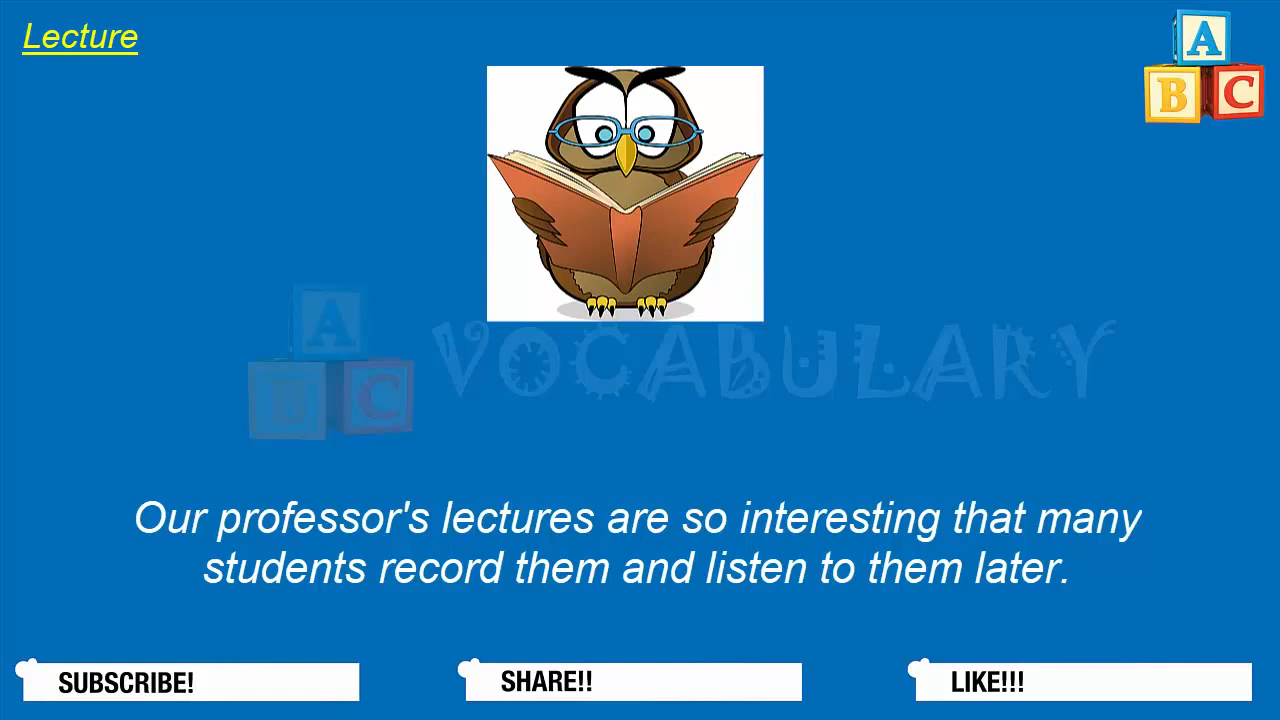 Lecture
A
B C
A
B C
VOCABULARY
Our professor's lectures are so interesting that many
students record them and listen to them later.
SUBSCRIBE!
SHARE!!
LIKE!!!